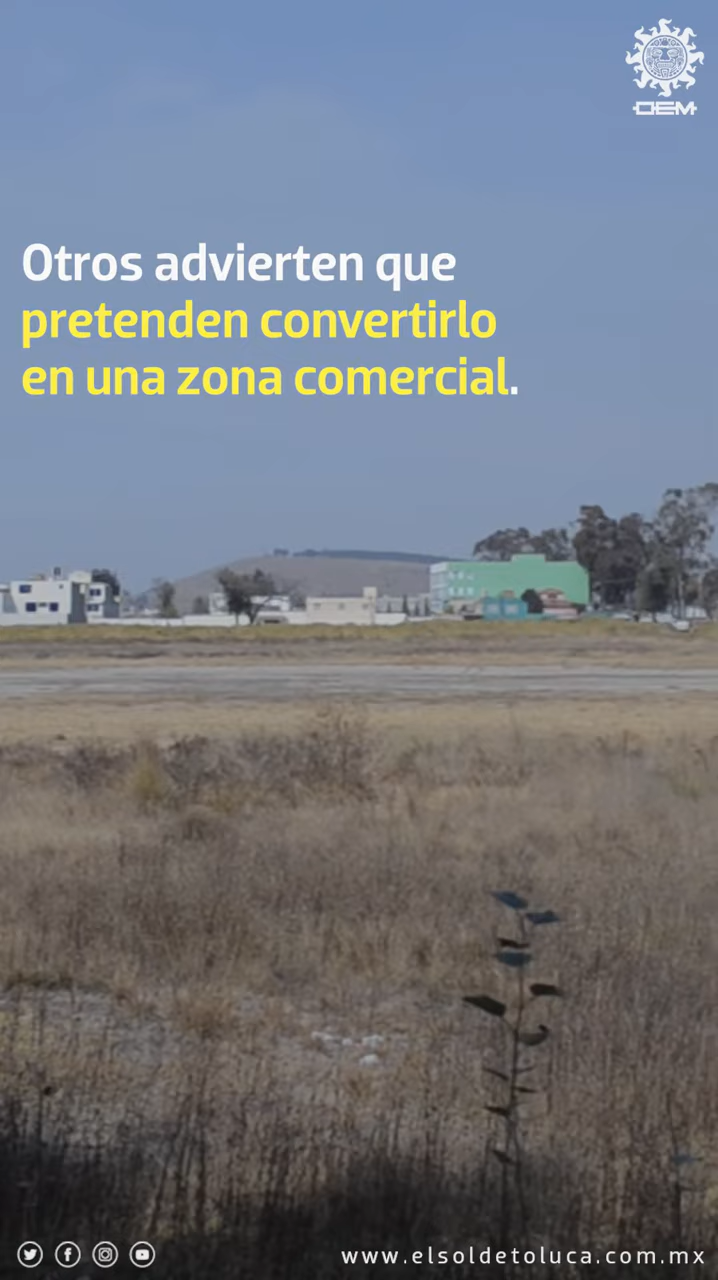 OEM
Otros advierten que
pretenden convertirlo
en una zona comercial.
www.elsoldetoluca.com.mx